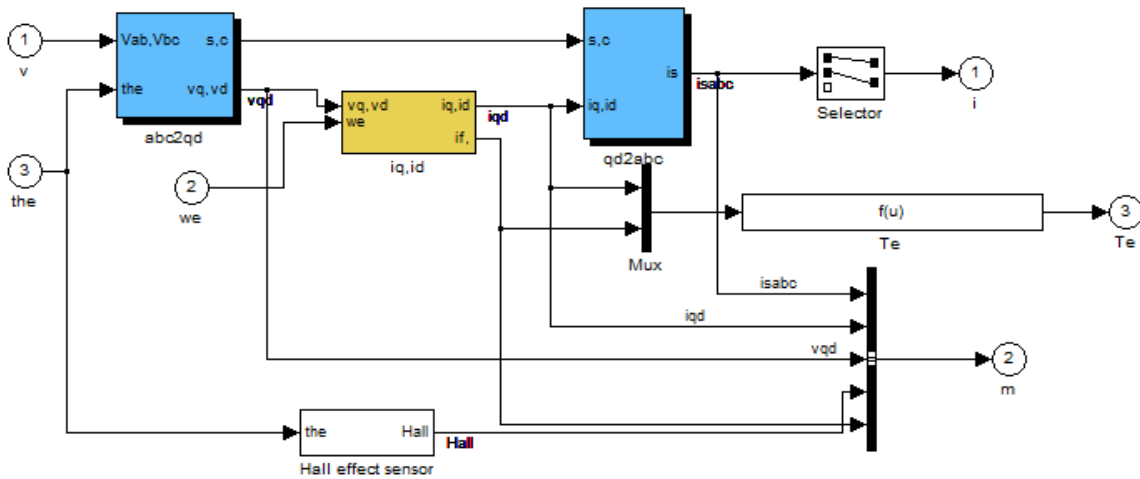 1
v
Vab,Vbc
s,c
the
vq,vd
vqd
abc2qd
3
the
2
we
vq,vd
iq,id
we
if,
iqd
iq,id
s,c
is
isabc
iq,id
qd2abc
Selector
1
i
Mux
f(u)
Te
3
Te
isabc
iqd
vqd
2
m
the
Hall
Hall
Hall effect sensor